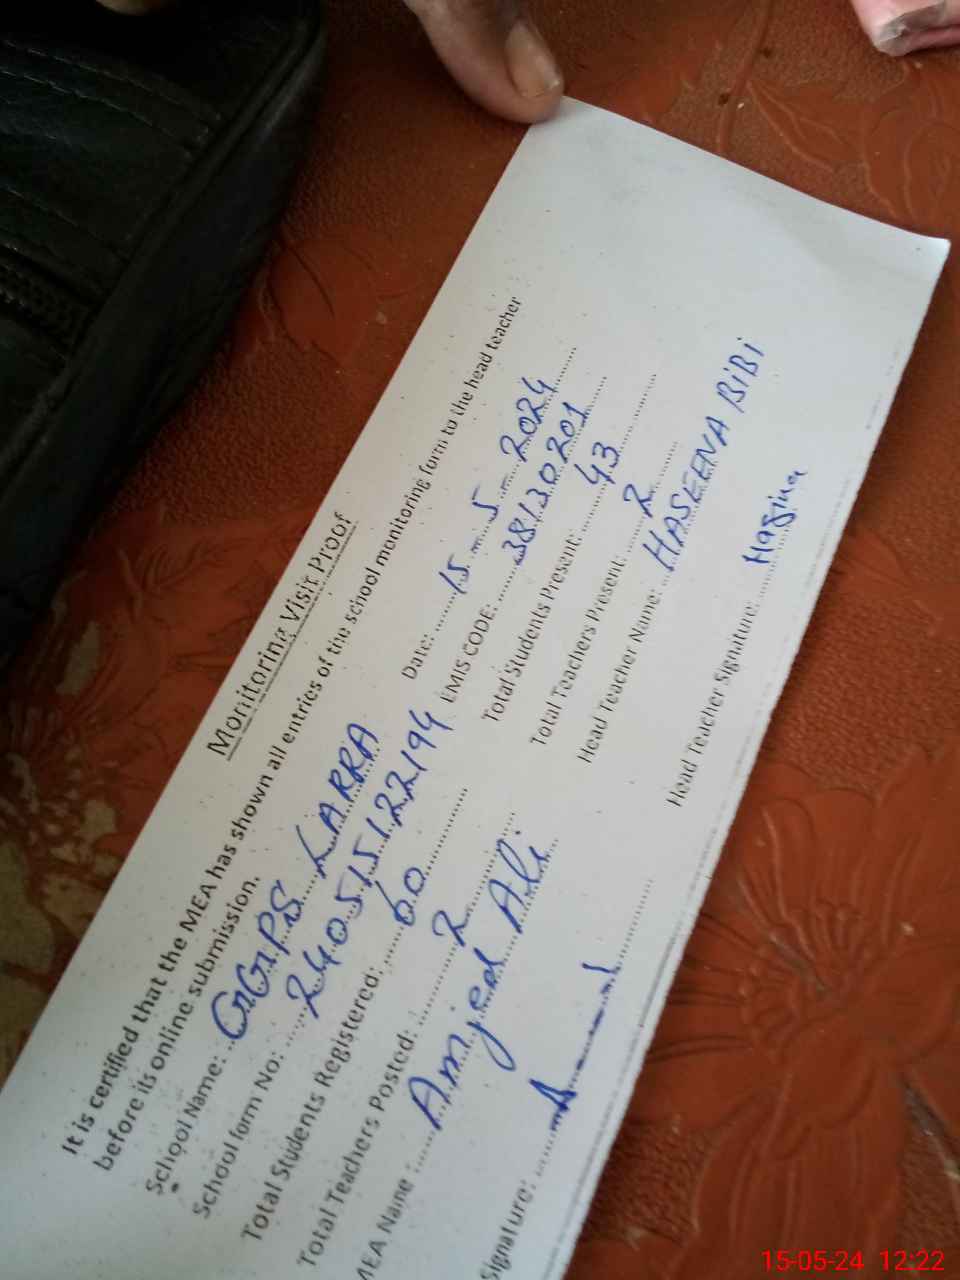 Monitoring Visit Proof
It is certified that the MEA has shown all entries of the school monitoring form to the head teacher
before its online submission.
School Name: GGPS LARRA Date: 15-5-2024
School form No: 240515122194 EMIS CODE: 38130201
Total Students Registered: 60 Total Students Present: 43
Total Teachers Posted: 2 Total Teachers Present: 2
MEA Name Amjed Ali Head Teacher Name: HASEENA BIBI
Signature: Head Teacher Signature: Hasina
15-05-24 12:22